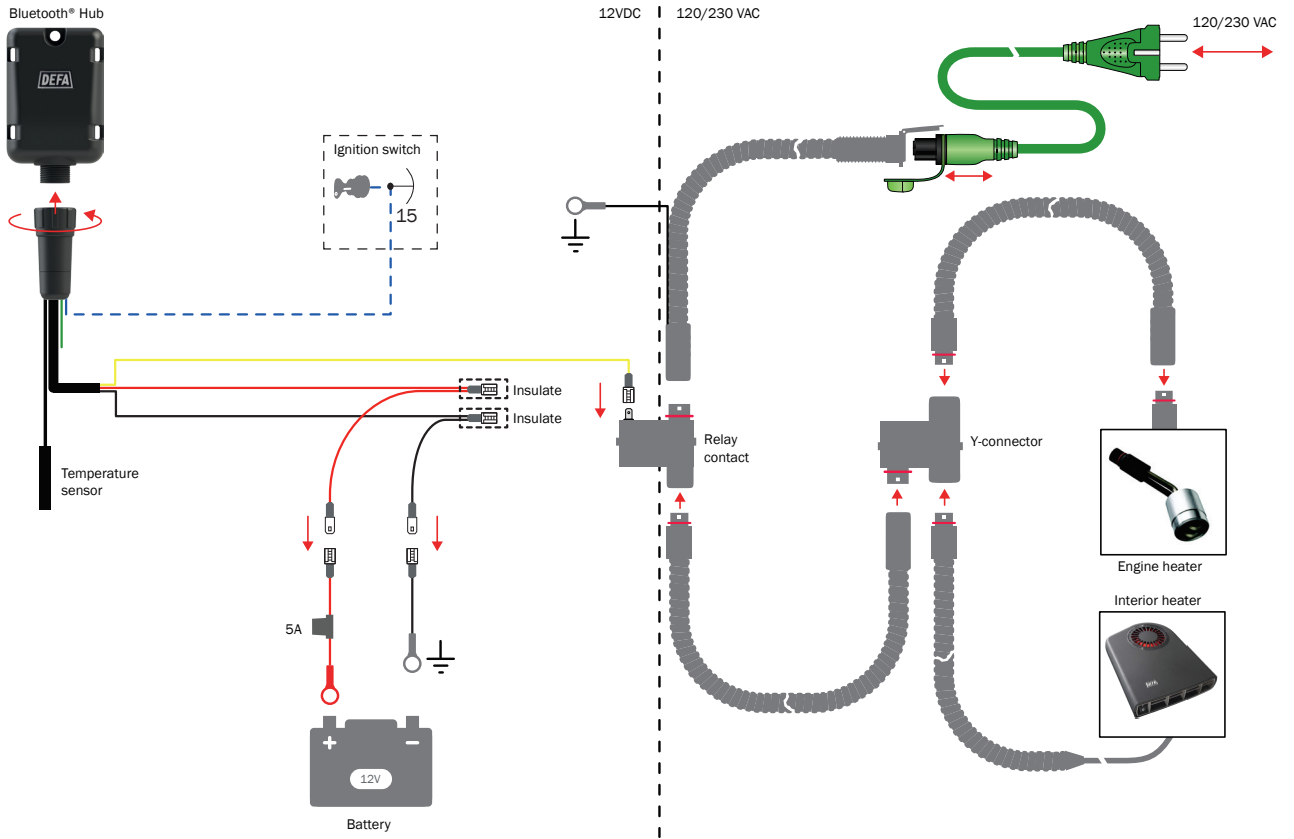 Bluetooth® Hub
12VDC
120/230 VAC
120/230 VAC
DEFA
Ignition switch
15
Insulate
Insulate
Relay
contact
Y-connector
Temperature
sensor
Engine heater
5A
Interior heater
DEFA
+
−
12V
Battery